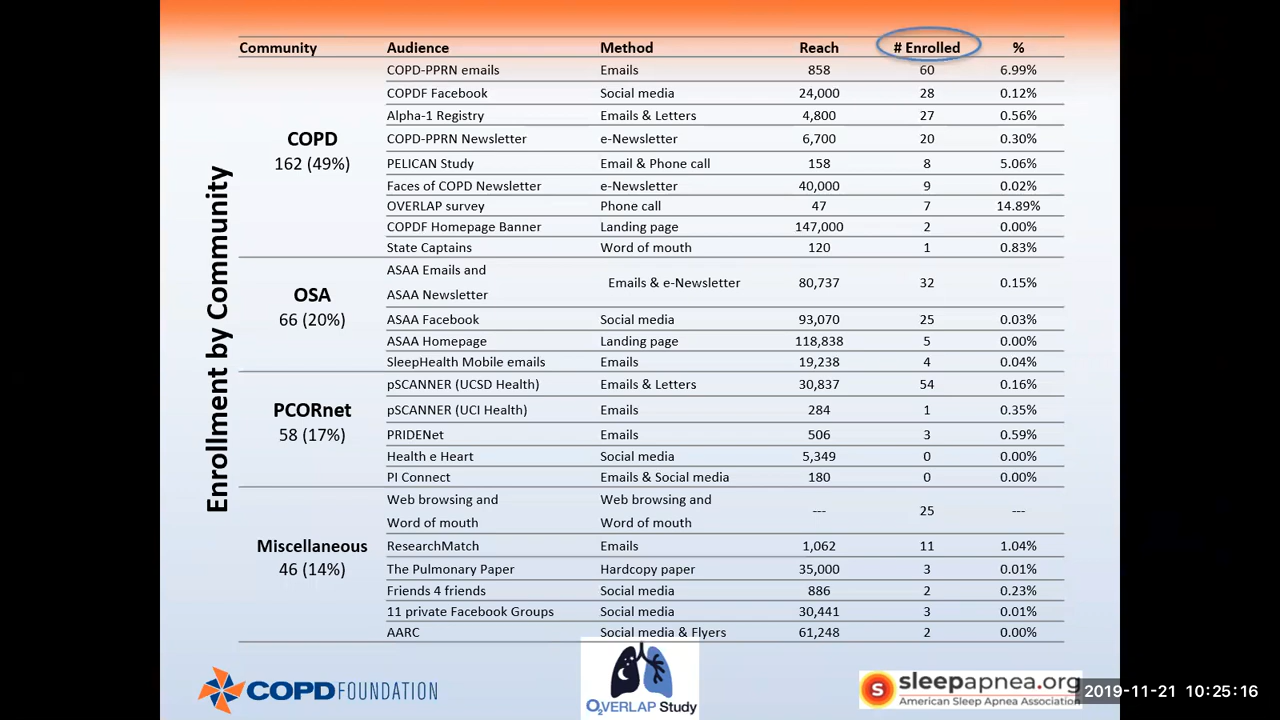 Community Audience Method Reach # Enrolled %
COPD-PPRN emails Emails 858 60 6.99%
COPDF Facebook Social media 24,000 28 0.12%
Alpha-1 Registry Emails & Letters 4,800 27 0.56%
COPD
162 (49%)
COPD-PPRN Newsletter e-Newsletter 6,700 20 0.30%
PELICAN Study Email & Phone call 158 8 5.06%
Faces of COPD Newsletter e-Newsletter 40,000 9 0.02%
OVERLAP survey Phone call 47 7 14.89%
COPDF Homepage Banner Landing page 147,000 2 0.00%
State Captains Word of mouth 120 1 0.83%
Enrollment by Community
OSA
66 (20%)
ASAA Emails and
ASAA Newsletter
Emails & e-Newsletter 80,737 32 0.15%
ASAA Facebook Social media 93,070 25 0.03%
ASAA Homepage Landing page 118,838 5 0.00%
SleepHealth Mobile emails Emails 19,238 4 0.04%
PCORnet
58 (17%)
pSCANNER (UCSD Health) Emails & Letters 30,837 54 0.16%
pSCANNER (UCI Health) Emails 284 1 0.35%
PRIDENet Emails 506 3 0.59%
Health e Heart Social media 5,349 0 0.00%
PI Connect Emails & Social media 180 0 0.00%
Miscellaneous
46 (14%)
Web browsing and
Word of mouth
Web browsing and
Word of mouth
--- 25 ---
ResearchMatch Emails 1,062 11 1.04%
The Pulmonary Paper Hardcopy paper 35,000 3 0.01%
Friends 4 friends Social media 886 2 0.23%
11 private Facebook Groups Social media 30,441 3 0.01%
AARC Social media & Flyers 61,248 2 0.00%
COPDFOUNDATION
O2VERLAP Study
S sleepapnea.org
American Sleep Apnea Association
2019-11-21 10:25:16